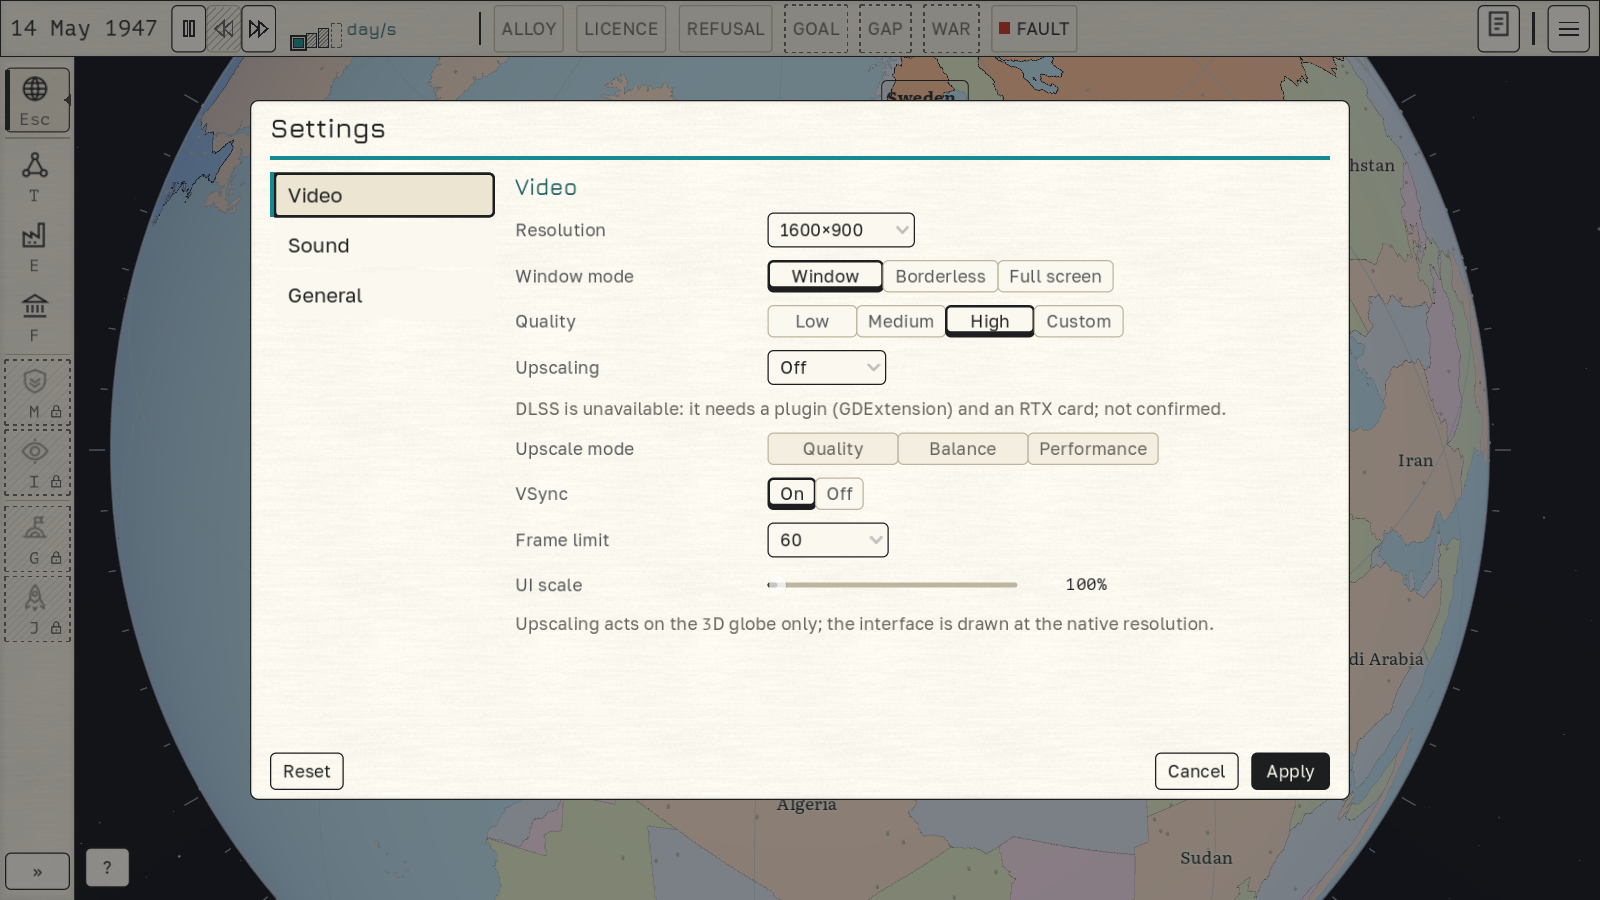 14 May 1947
day/s
ALLOY
LICENCE
REFUSAL
GOAL
GAP
WAR
FAULT
Esc
T
E
F
M
I
G
J
»
?
Sweden
Settings
Video
Sound
General
Video
Resolution 1600×900
Window mode Window Borderless Full screen
Quality Low Medium High Custom
Upscaling Off
DLSS is unavailable: it needs a plugin (GDExtension) and an RTX card; not confirmed.
Upscale mode Quality Balance Performance
VSync On Off
Frame limit 60
UI scale 100%
Upscaling acts on the 3D globe only; the interface is drawn at the native resolution.
Reset Cancel Apply
hstan
Iran
di Arabia
Algeria
Sudan